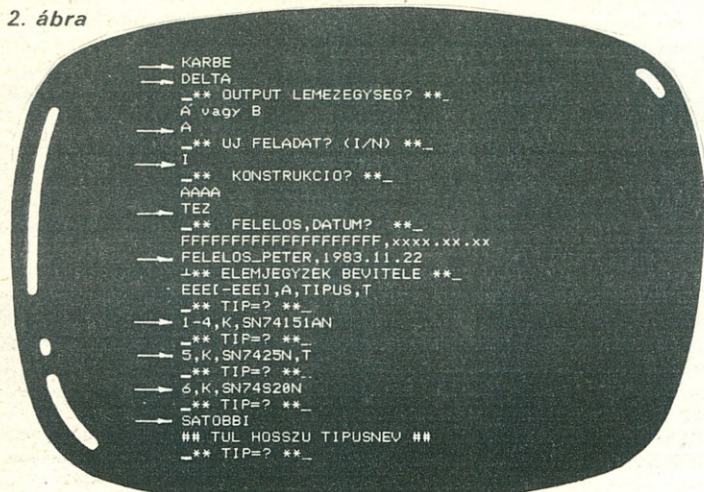 2. ábra
KARBE
DELTA
_** OUTPUT LEMEZEGYSEG? **_
A vagy B
A
_** UJ FELADAT? (I/N) **_
I
_** KONSTRUKCIO? **_
AAAA
TEZ
_** FELELOS,DATUM? **_
FFFFFFFFFFFFFFFFFFFF,xxxx.xx.xx
FELELOS_PETER,1983.11.22
_** ELEMJEGYZEK BEVITELE **_
EEE[-EEE],A,TIPUS,T
_** TIP=? **_
1-4,K,SN74151AN
_** TIP=? **_
5,K,SN7425N,T
_** TIP=? **_
6,K,SN74S20N
_** TIP=? **_
SATOBBI
## TUL HOSSZU TIPUSNEV ##
_** TIP=? **_